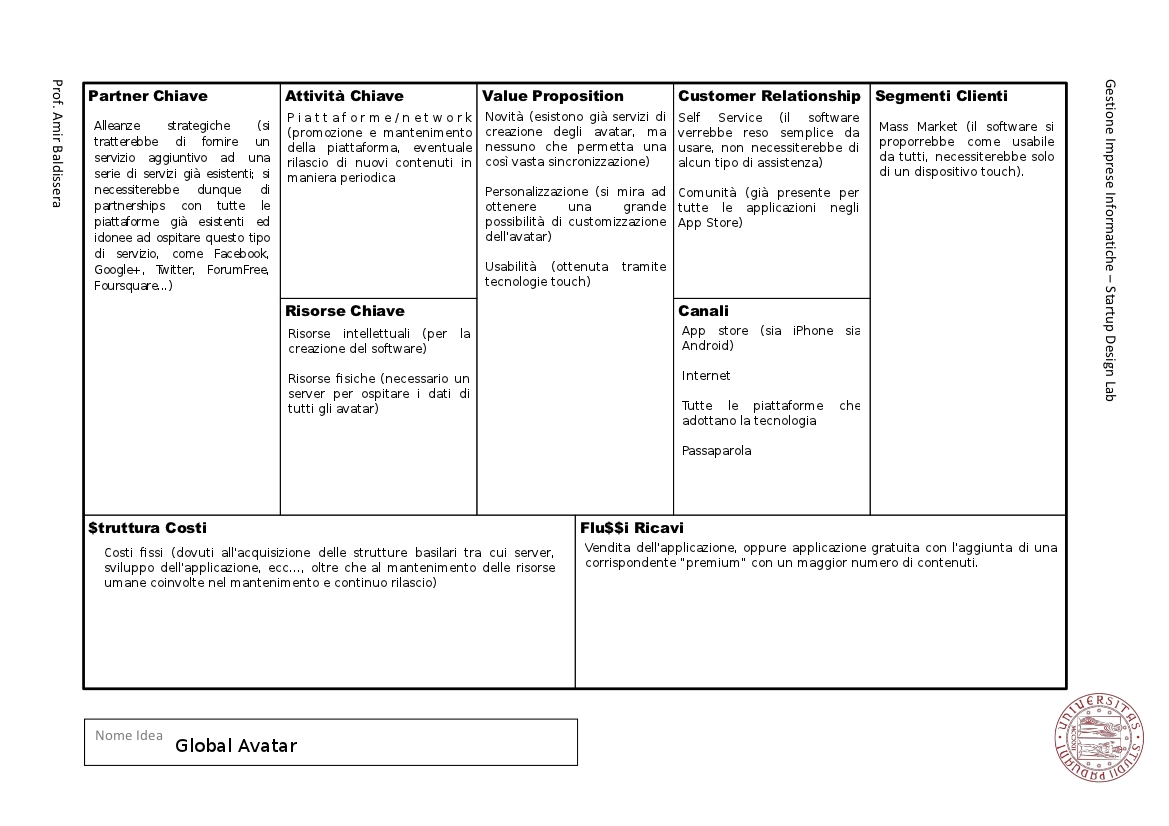 Prof. Amir Baldissera
Partner Chiave
Alleanze strategiche (si
tratterebbe di fornire un
servizio aggiuntivo ad una
serie di servizi già esistenti; si
necessiterebbe dunque di
partnerships con tutte le
piattaforme già esistenti ed
idonee ad ospitare questo tipo
di servizio, come Facebook,
Google+, Twitter, ForumFree,
Foursquare...)
Attività Chiave
Piattaforme/network
(promozione e mantenimento
della piattaforma, eventuale
rilascio di nuovi contenuti in
maniera periodica
Risorse Chiave
Risorse intellettuali (per la
creazione del software)
Risorse fisiche (necessario un
server per ospitare i dati di
tutti gli avatar)
Value Proposition
Novità (esistono già servizi di
creazione degli avatar, ma
nessuno che permetta una
così vasta sincronizzazione)
Personalizzazione (si mira ad
ottenere una grande
possibilità di customizzazione
dell'avatar)
Usabilità (ottenuta tramite
tecnologie touch)
Customer Relationship
Self Service (il software
verrebbe reso semplice da
usare, non necessiterebbe di
alcun tipo di assistenza)
Comunità (già presente per
tutte le applicazioni negli
App Store)
Canali
App store (sia iPhone sia
Android)
Internet
Tutte le piattaforme che
adottano la tecnologia
Passaparola
Segmenti Clienti
Mass Market (il software si
proporrebbe come usabile
da tutti, necessiterebbe solo
di un dispositivo touch).
$truttura Costi
Costi fissi (dovuti all'acquisizione delle strutture basilari tra cui server,
sviluppo dell'applicazione, ecc..., oltre che al mantenimento delle risorse
umane coinvolte nel mantenimento e continuo rilascio)
Flu$$i Ricavi
Vendita dell'applicazione, oppure applicazione gratuita con l'aggiunta di una
corrispondente "premium" con un maggior numero di contenuti.
Gestione Imprese Informatiche – Startup Design Lab
Nome Idea Global Avatar
UNIVERSITAS STUDII PADUANI
MCCXXII